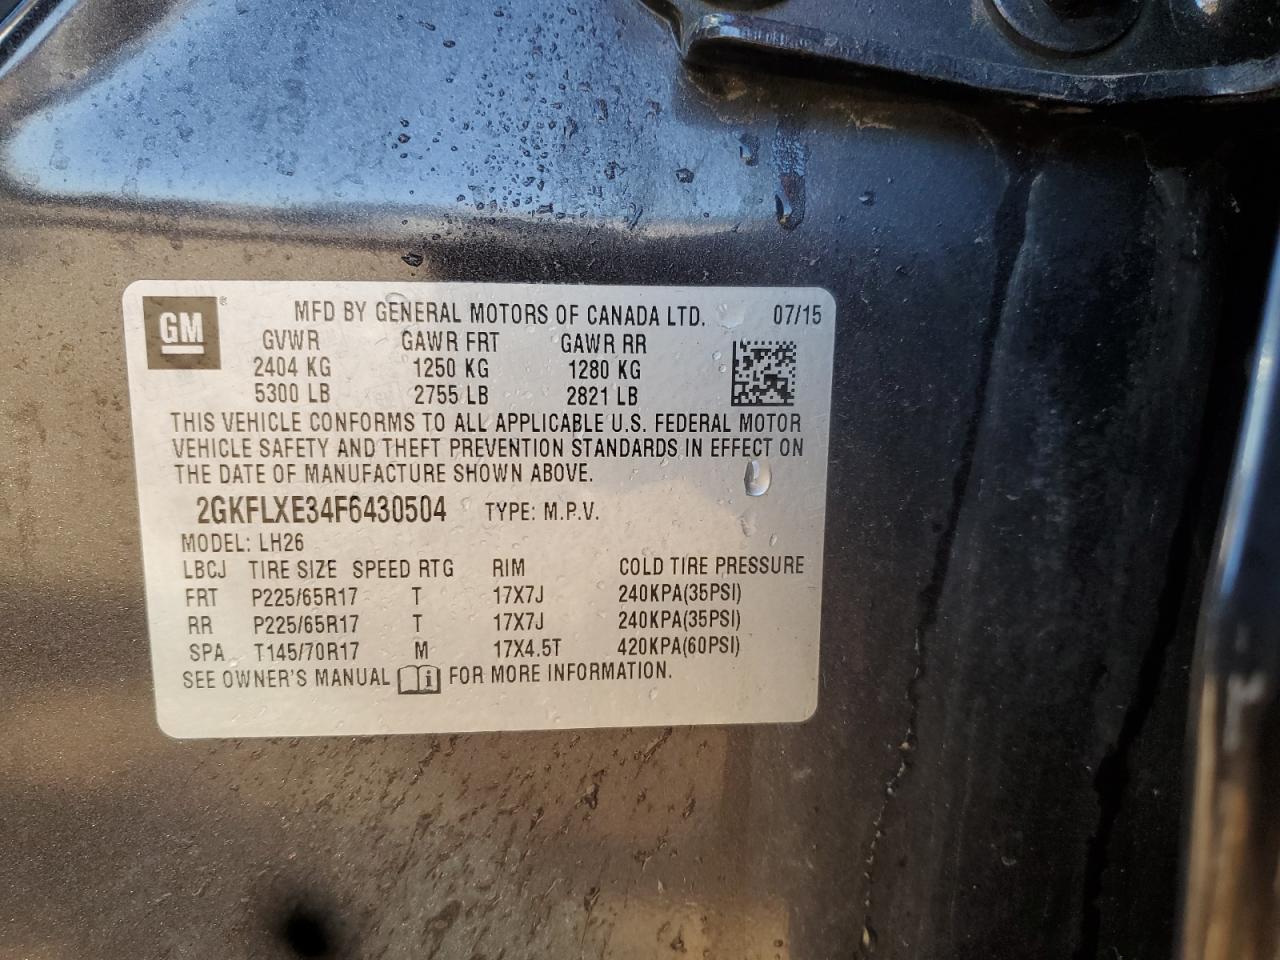 GM ® MFD BY GENERAL MOTORS OF CANADA LTD. 07/15
GVWR GAWR FRT GAWR RR
2404 KG 1250 KG 1280 KG
5300 LB 2755 LB 2821 LB
THIS VEHICLE CONFORMS TO ALL APPLICABLE U.S. FEDERAL MOTOR
VEHICLE SAFETY AND THEFT PREVENTION STANDARDS IN EFFECT ON
THE DATE OF MANUFACTURE SHOWN ABOVE.
2GKFLXE34F6430504 TYPE: M.P.V.
MODEL: LH26
LBCJ TIRE SIZE SPEED RTG RIM COLD TIRE PRESSURE
FRT P225/65R17 T 17X7J 240KPA(35PSI)
RR P225/65R17 T 17X7J 240KPA(35PSI)
SPA T145/70R17 M 17X4.5T 420KPA(60PSI)
SEE OWNER'S MANUAL i FOR MORE INFORMATION.